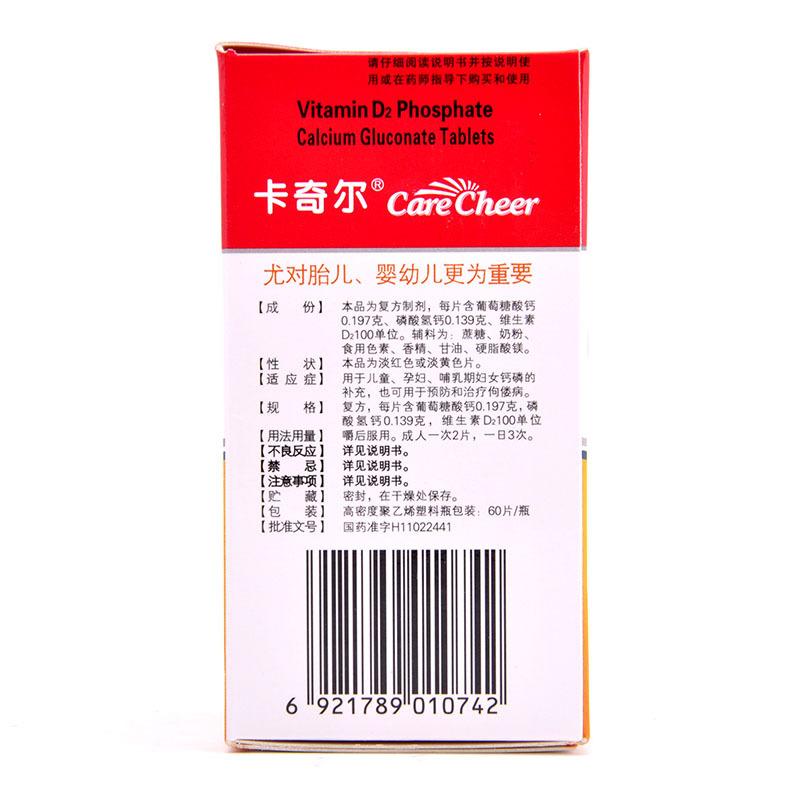 请仔细阅读说明书并按说明使
用或在药师指导下购买和使用
Vitamin D₂ Phosphate
Calcium Gluconate Tablets
卡奇尔® Care Cheer
尤对胎儿、婴幼儿更为重要
【成 份】 本品为复方制剂，每片含葡萄糖酸钙
0.197克、磷酸氢钙0.139克、维生素
D₂100单位。辅料为：蔗糖、奶粉、
食用色素、香精、甘油、硬脂酸镁。
【性 状】 本品为淡红色或淡黄色片。
【适应症】 用于儿童、孕妇、哺乳期妇女钙磷的
补充，也可用于预防和治疗佝偻病。
【规 格】 复方，每片含葡萄糖酸钙0.197克，磷
酸氢钙0.139克，维生素D₂100单位
【用法用量】 嚼后服用。成人一次2片，一日3次。
【不良反应】 详见说明书。
【禁 忌】 详见说明书。
【注意事项】 详见说明书。
【贮 藏】 密封，在干燥处保存。
【包 装】 高密度聚乙烯塑料瓶包装：60片/瓶
【批准文号】 国药准字H11022441
6 921789 010742